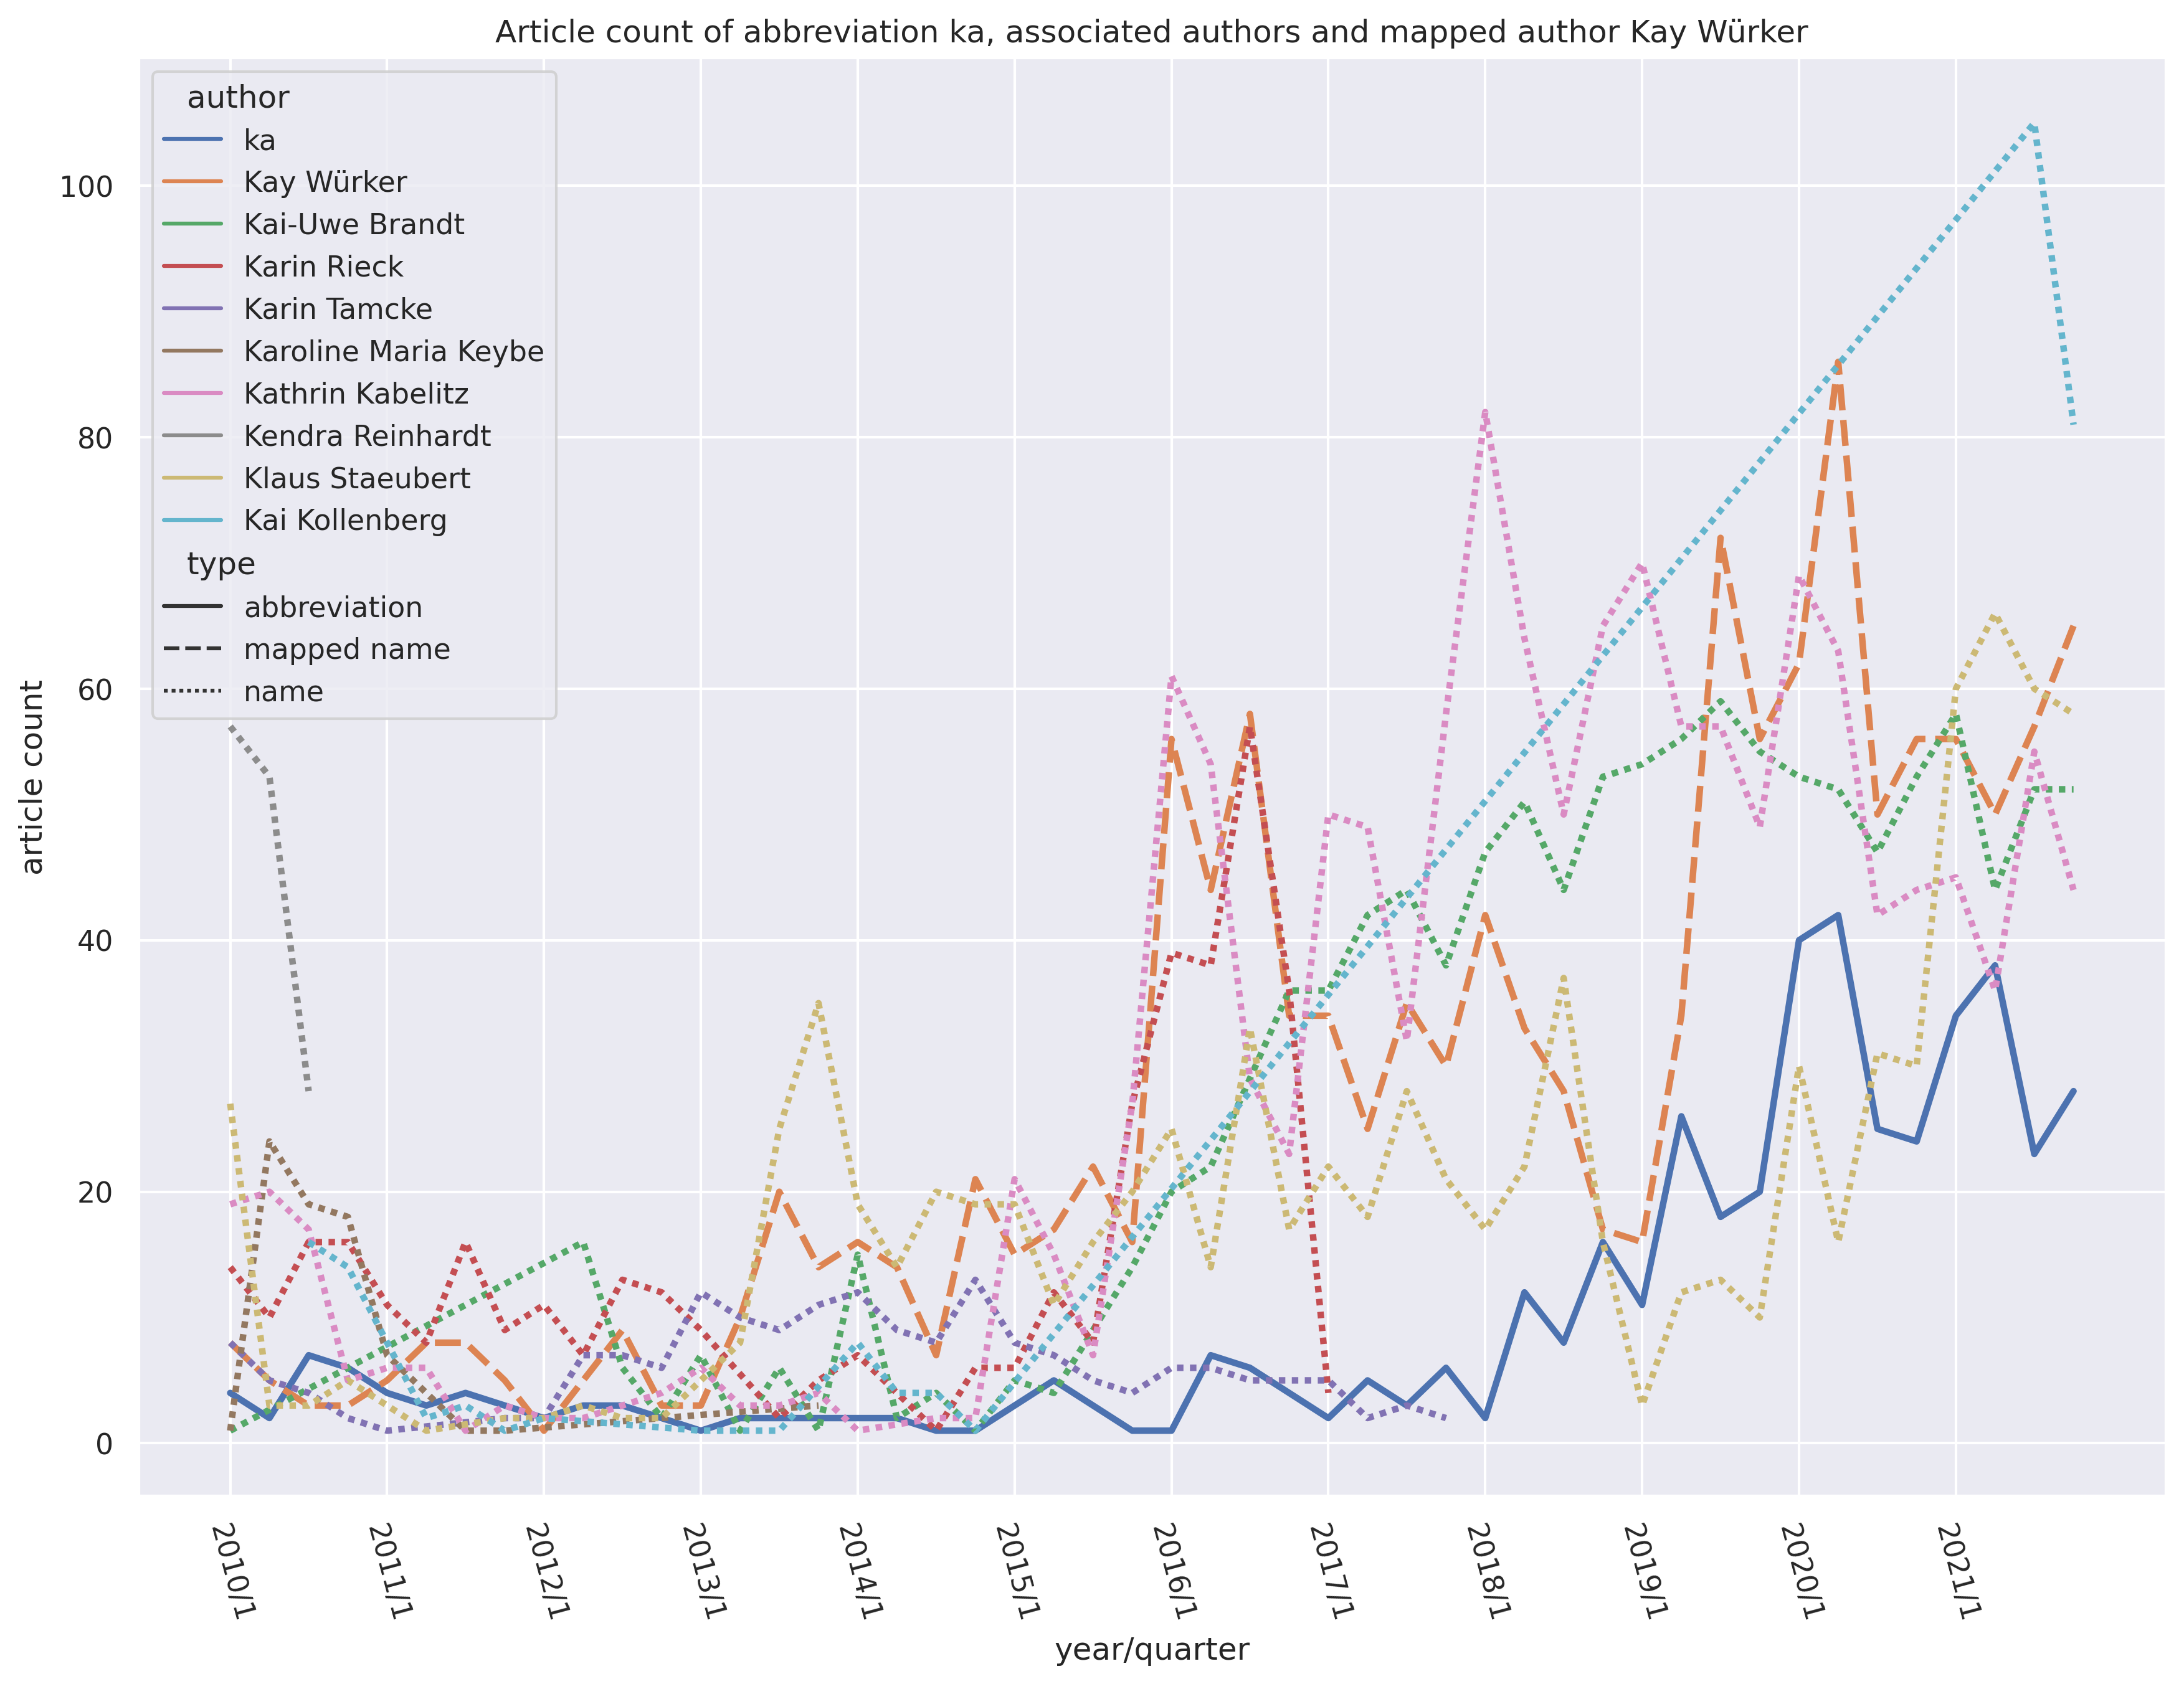 Article count of abbreviation ka, associated authors and mapped author Kay Würker
author
ka
Kay Würker
Kai-Uwe Brandt
Karin Rieck
Karin Tamcke
Karoline Maria Keybe
Kathrin Kabelitz
Kendra Reinhardt
Klaus Staeubert
Kai Kollenberg
type
abbreviation
mapped name
name
article count
100
80
60
40
20
0
2010/1
2011/1
2012/1
2013/1
2014/1
2015/1
2016/1
2017/1
2018/1
2019/1
2020/1
2021/1
year/quarter